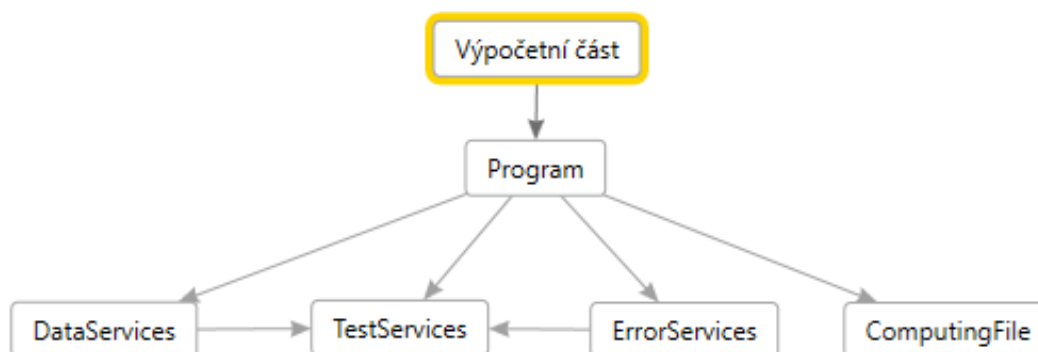 Výpočetní část
Program
DataServices
TestServices
ErrorServices
ComputingFile